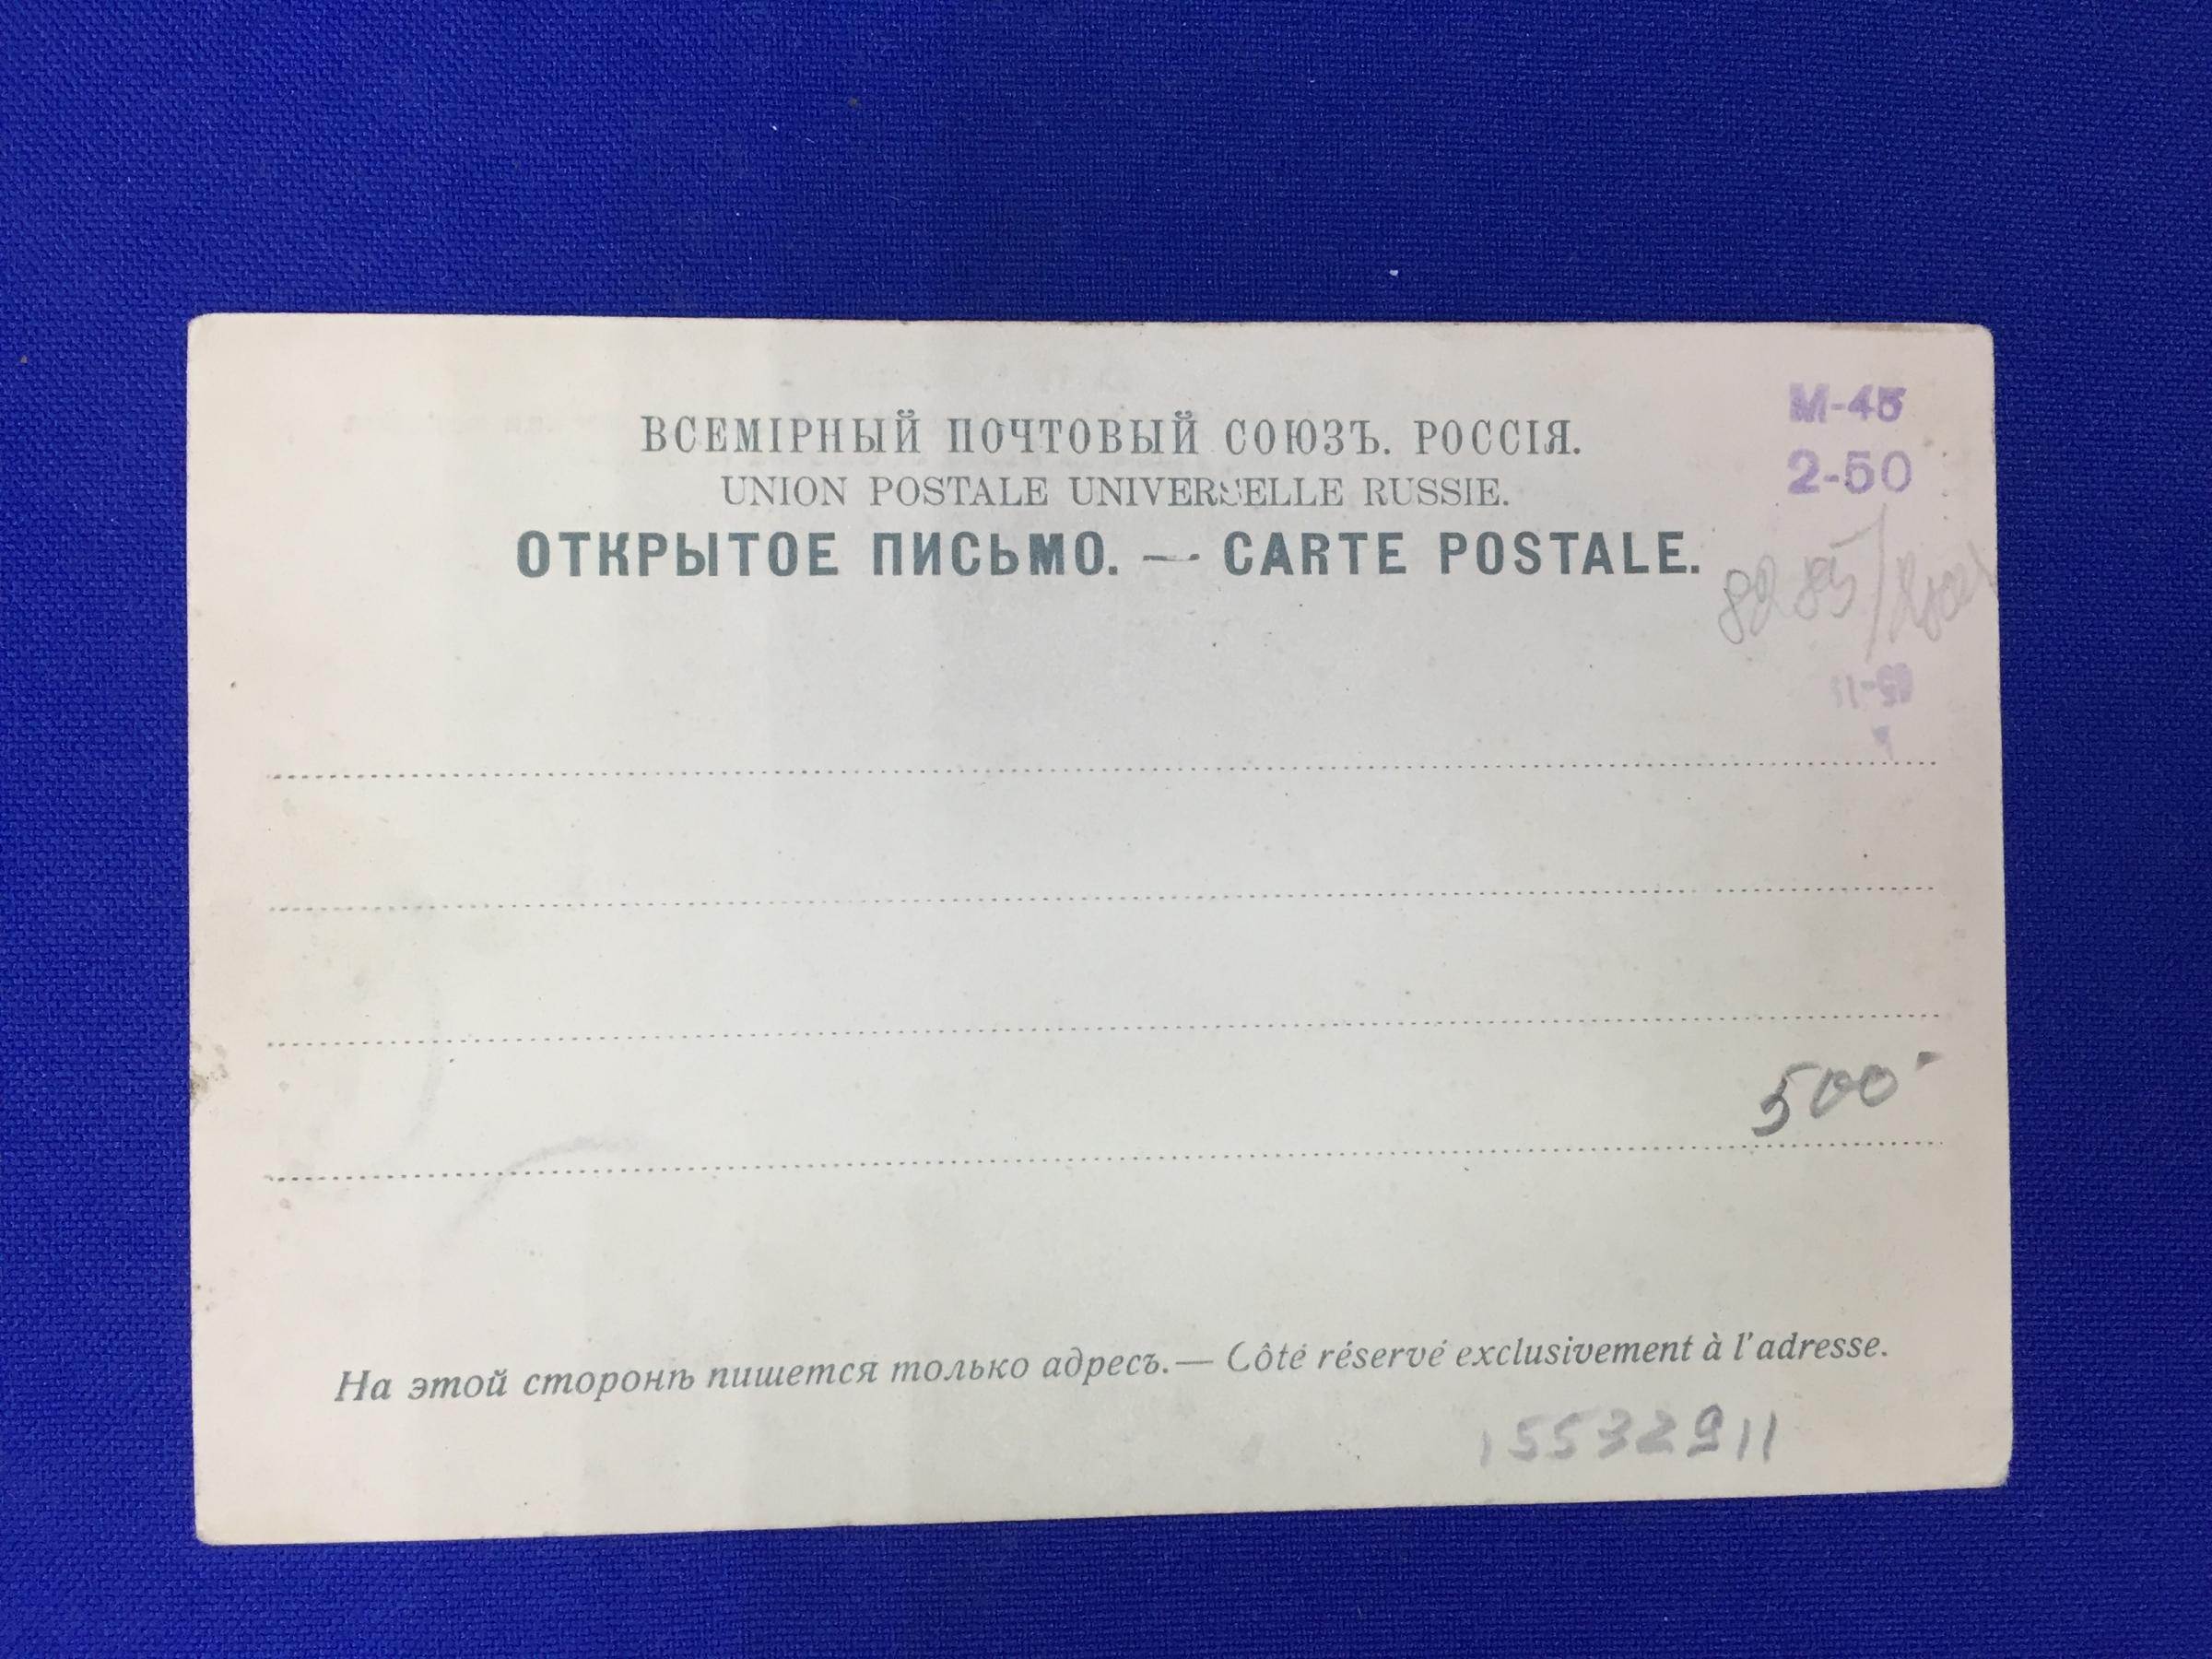 ВСЕМІРНЫЙ ПОЧТОВЫЙ СОЮЗЪ. РОССІЯ.
UNION POSTALE UNIVERSELLE RUSSIE.
ОТКРЫТОЕ ПИСЬМО. — CARTE POSTALE.
М-45
2-50
500-
На этой сторонѣ пишется только адресъ.— Côté réservé exclusivement à l'adresse.
15532911